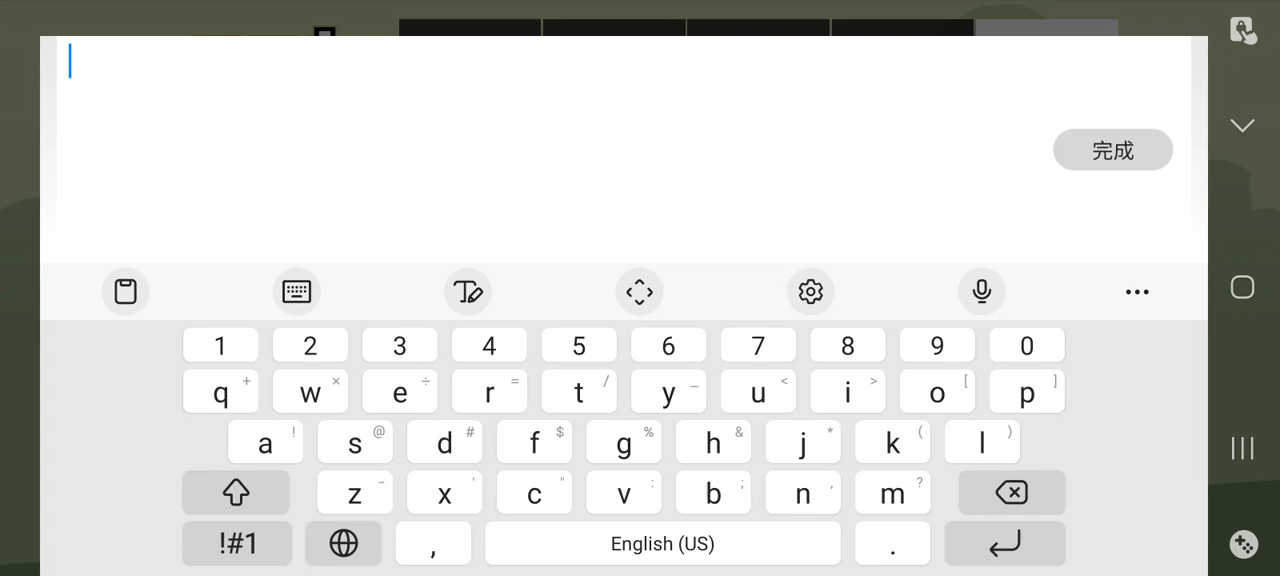 完成
1 2 3 4 5 6 7 8 9 0
q + w × e ÷ r = t / y _ u < i > o [ p ]
a ! s @ d # f $ g % h & j * k ( l )
z - x ' c " v : b ; n , m ?
!#1 , English (US) .